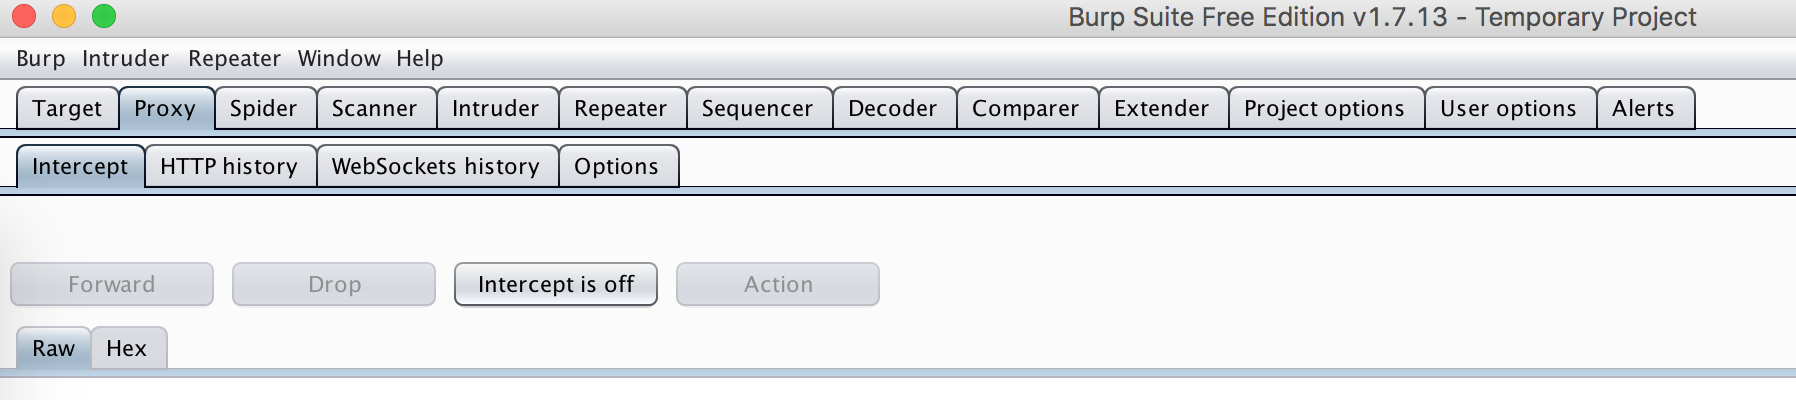 Burp Suite Free Edition v1.7.13 - Temporary Project
Burp Intruder Repeater Window Help
Target Proxy Spider Scanner Intruder Repeater Sequencer Decoder Comparer Extender Project options User options Alerts
Intercept HTTP history WebSockets history Options
Forward Drop Intercept is off Action
Raw Hex